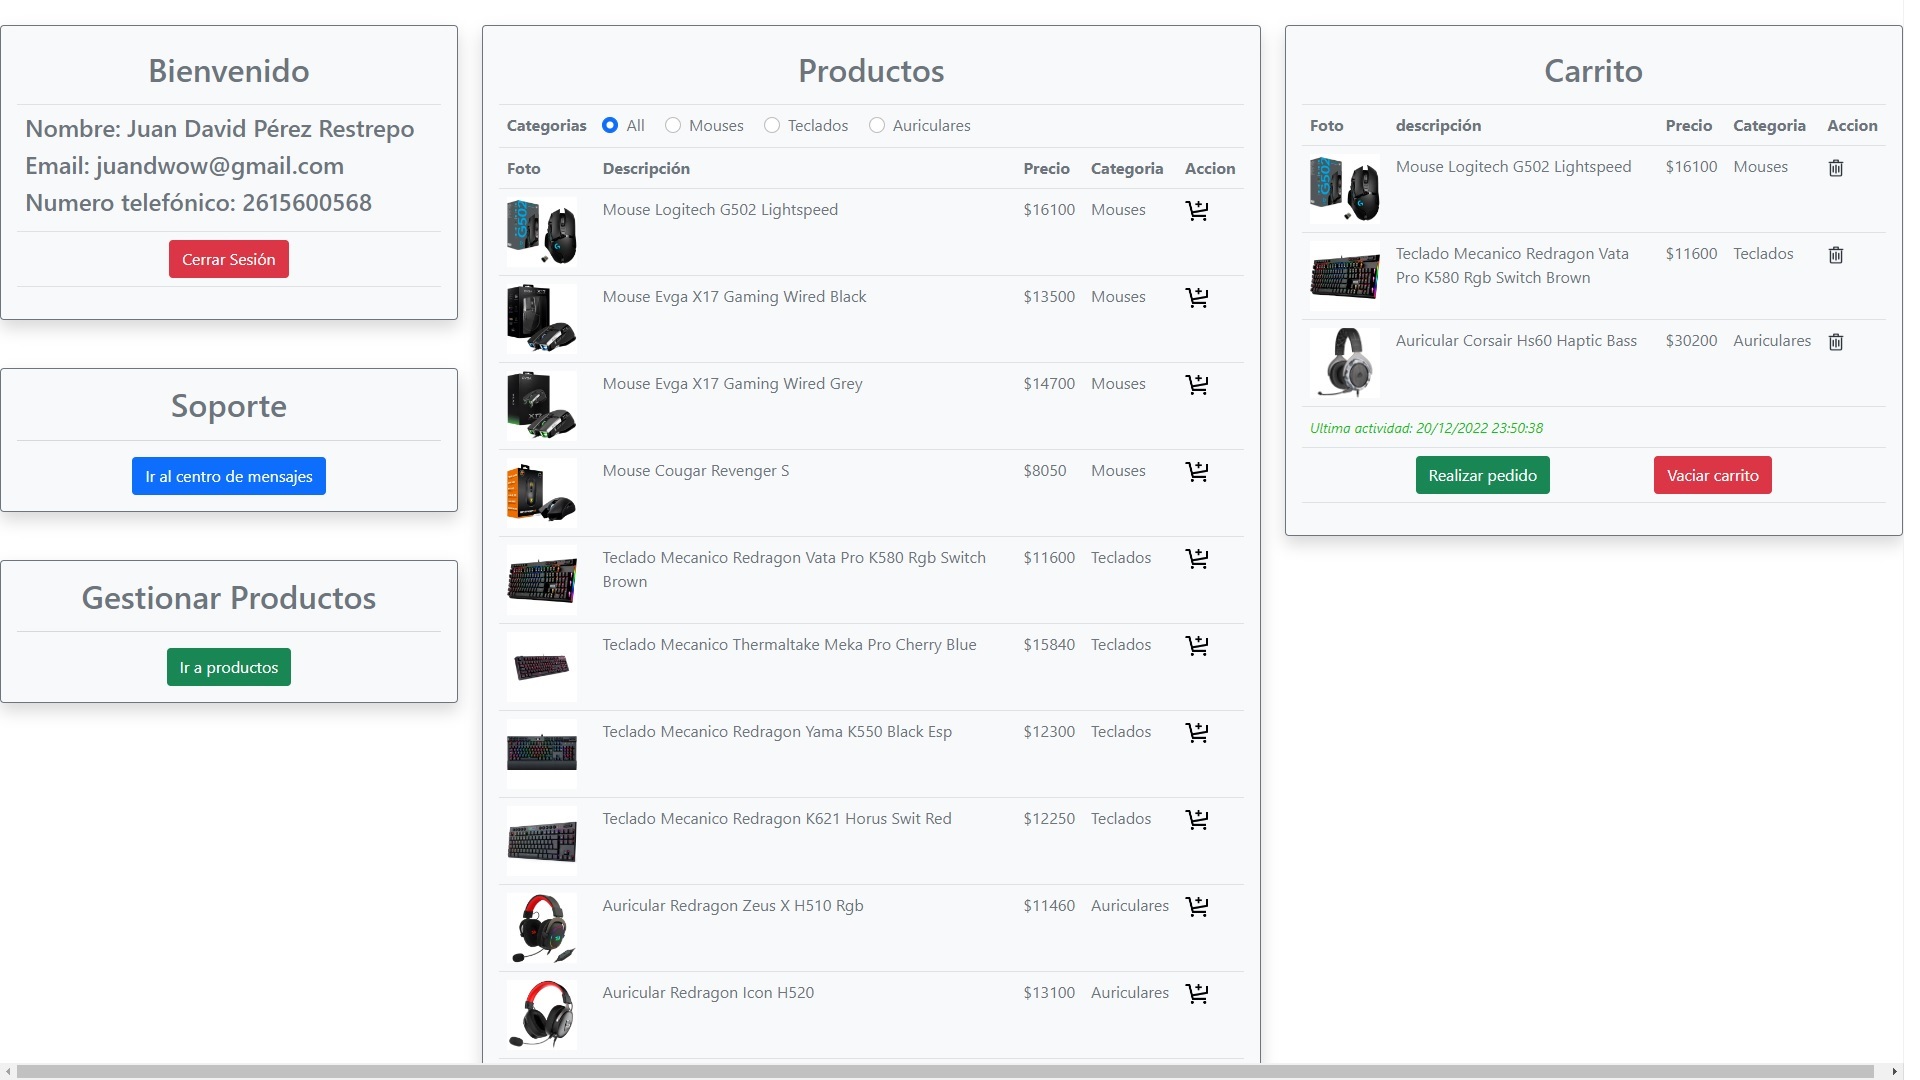 Bienvenido
Nombre: Juan David Pérez Restrepo
Email: juandwow@gmail.com
Numero telefónico: 2615600568
Cerrar Sesión
Soporte
Ir al centro de mensajes
Gestionar Productos
Ir a productos
Productos
Categorias All Mouses Teclados Auriculares
Foto Descripción Precio Categoria Accion
G502
Mouse Logitech G502 Lightspeed $16100 Mouses
Mouse Evga X17 Gaming Wired Black $13500 Mouses
Mouse Evga X17 Gaming Wired Grey $14700 Mouses
Mouse Cougar Revenger S $8050 Mouses
Teclado Mecanico Redragon Vata Pro K580 Rgb Switch $11600 Teclados
Brown
Teclado Mecanico Thermaltake Meka Pro Cherry Blue $15840 Teclados
Teclado Mecanico Redragon Yama K550 Black Esp $12300 Teclados
Teclado Mecanico Redragon K621 Horus Swit Red $12250 Teclados
Auricular Redragon Zeus X H510 Rgb $11460 Auriculares
Auricular Redragon Icon H520 $13100 Auriculares
Carrito
Foto descripción Precio Categoria Accion
G502
Mouse Logitech G502 Lightspeed $16100 Mouses
Teclado Mecanico Redragon Vata $11600 Teclados
Pro K580 Rgb Switch Brown
Auricular Corsair Hs60 Haptic Bass $30200 Auriculares
Ultima actividad: 20/12/2022 23:50:38
Realizar pedido Vaciar carrito